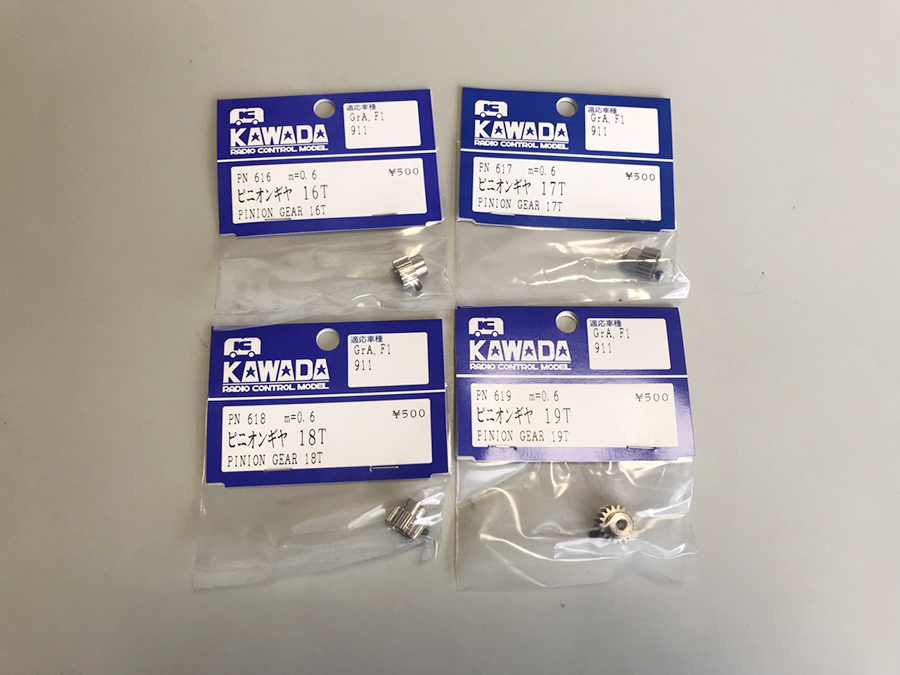 KAWADA
RADIO CONTROL MODEL
適応車種
GrA、F1
911
PN 616 m=0.6
¥500
ピニオンギヤ 16T
PINION GEAR 16T
KAWADA
RADIO CONTROL MODEL
適応車種
GrA、F1
911
PN 617 m=0.6
¥500
ピニオンギヤ 17T
PINION GEAR 17T
KAWADA
RADIO CONTROL MODEL
適応車種
GrA、F1
911
PN 618 m=0.6
¥500
ピニオンギヤ 18T
PINION GEAR 18T
KAWADA
RADIO CONTROL MODEL
適応車種
GrA、F1
911
PN 619 m=0.6
¥500
ピニオンギヤ 19T
PINION GEAR 19T